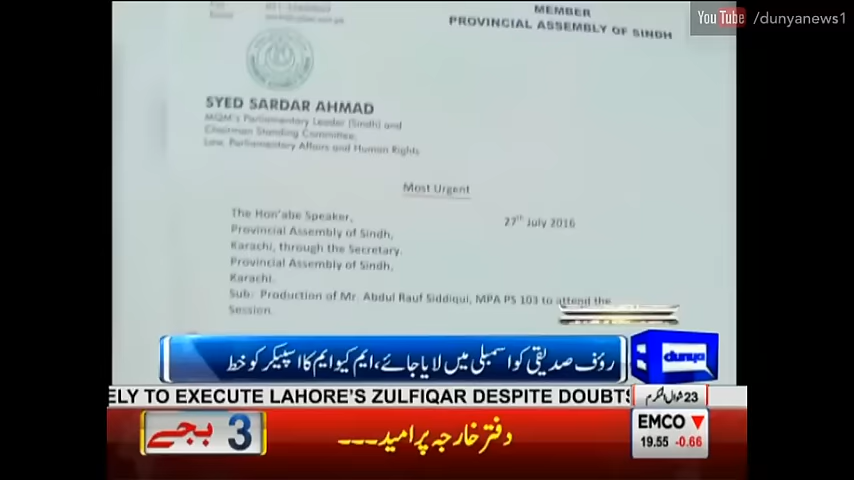 MEMBER
PROVINCIAL ASSEMBLY OF SINDH
YouTube /dunyanews1
SYED SARDAR AHMAD
MQM's Parliamentary Leader (Sindh) and
Chairman Standing Committee,
Law, Parliamentary Affairs and Human Rights
Most Urgent
The Hon'abe Speaker,
27th July 2016
Provincial Assembly of Sindh,
Karachi, through the Secretary.
Provincial Assembly of Sindh,
Karachi.
Sub: Production of Mr. Abdul Rauf Siddiqui, MPA PS 103 to attend the
Session.
رؤف صدیقی کو اسمبلی میں لایا جائے، ایم کیو ایم کا اسپیکر کو خط
dunya
ELY TO EXECUTE LAHORE'S ZULFIQAR DESPITE DOUBTS
23 شوال المکرم
3 بجے
دفتر خارجہ پر امید ۔۔۔
EMCO
19.55 -0.66